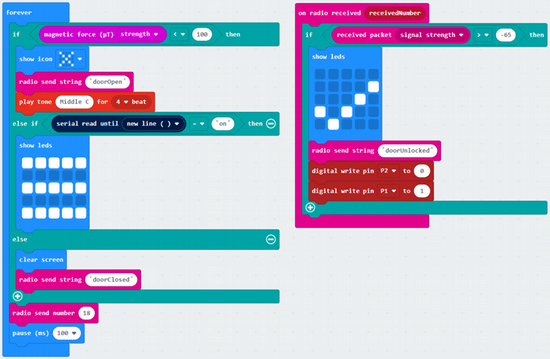 forever
if magnetic force (µT) strength < 100 then
show icon
radio send string "doorOpen"
play tone Middle C for 4 beat
else if serial read until new line ( ) = "on" then
show leds
else
clear screen
radio send string "doorClosed"
radio send number 18
pause (ms) 100
on radio received receivedNumber
if received packet signal strength > -65 then
show leds
radio send string "doorUnlocked"
digital write pin P2 to 0
digital write pin P1 to 1